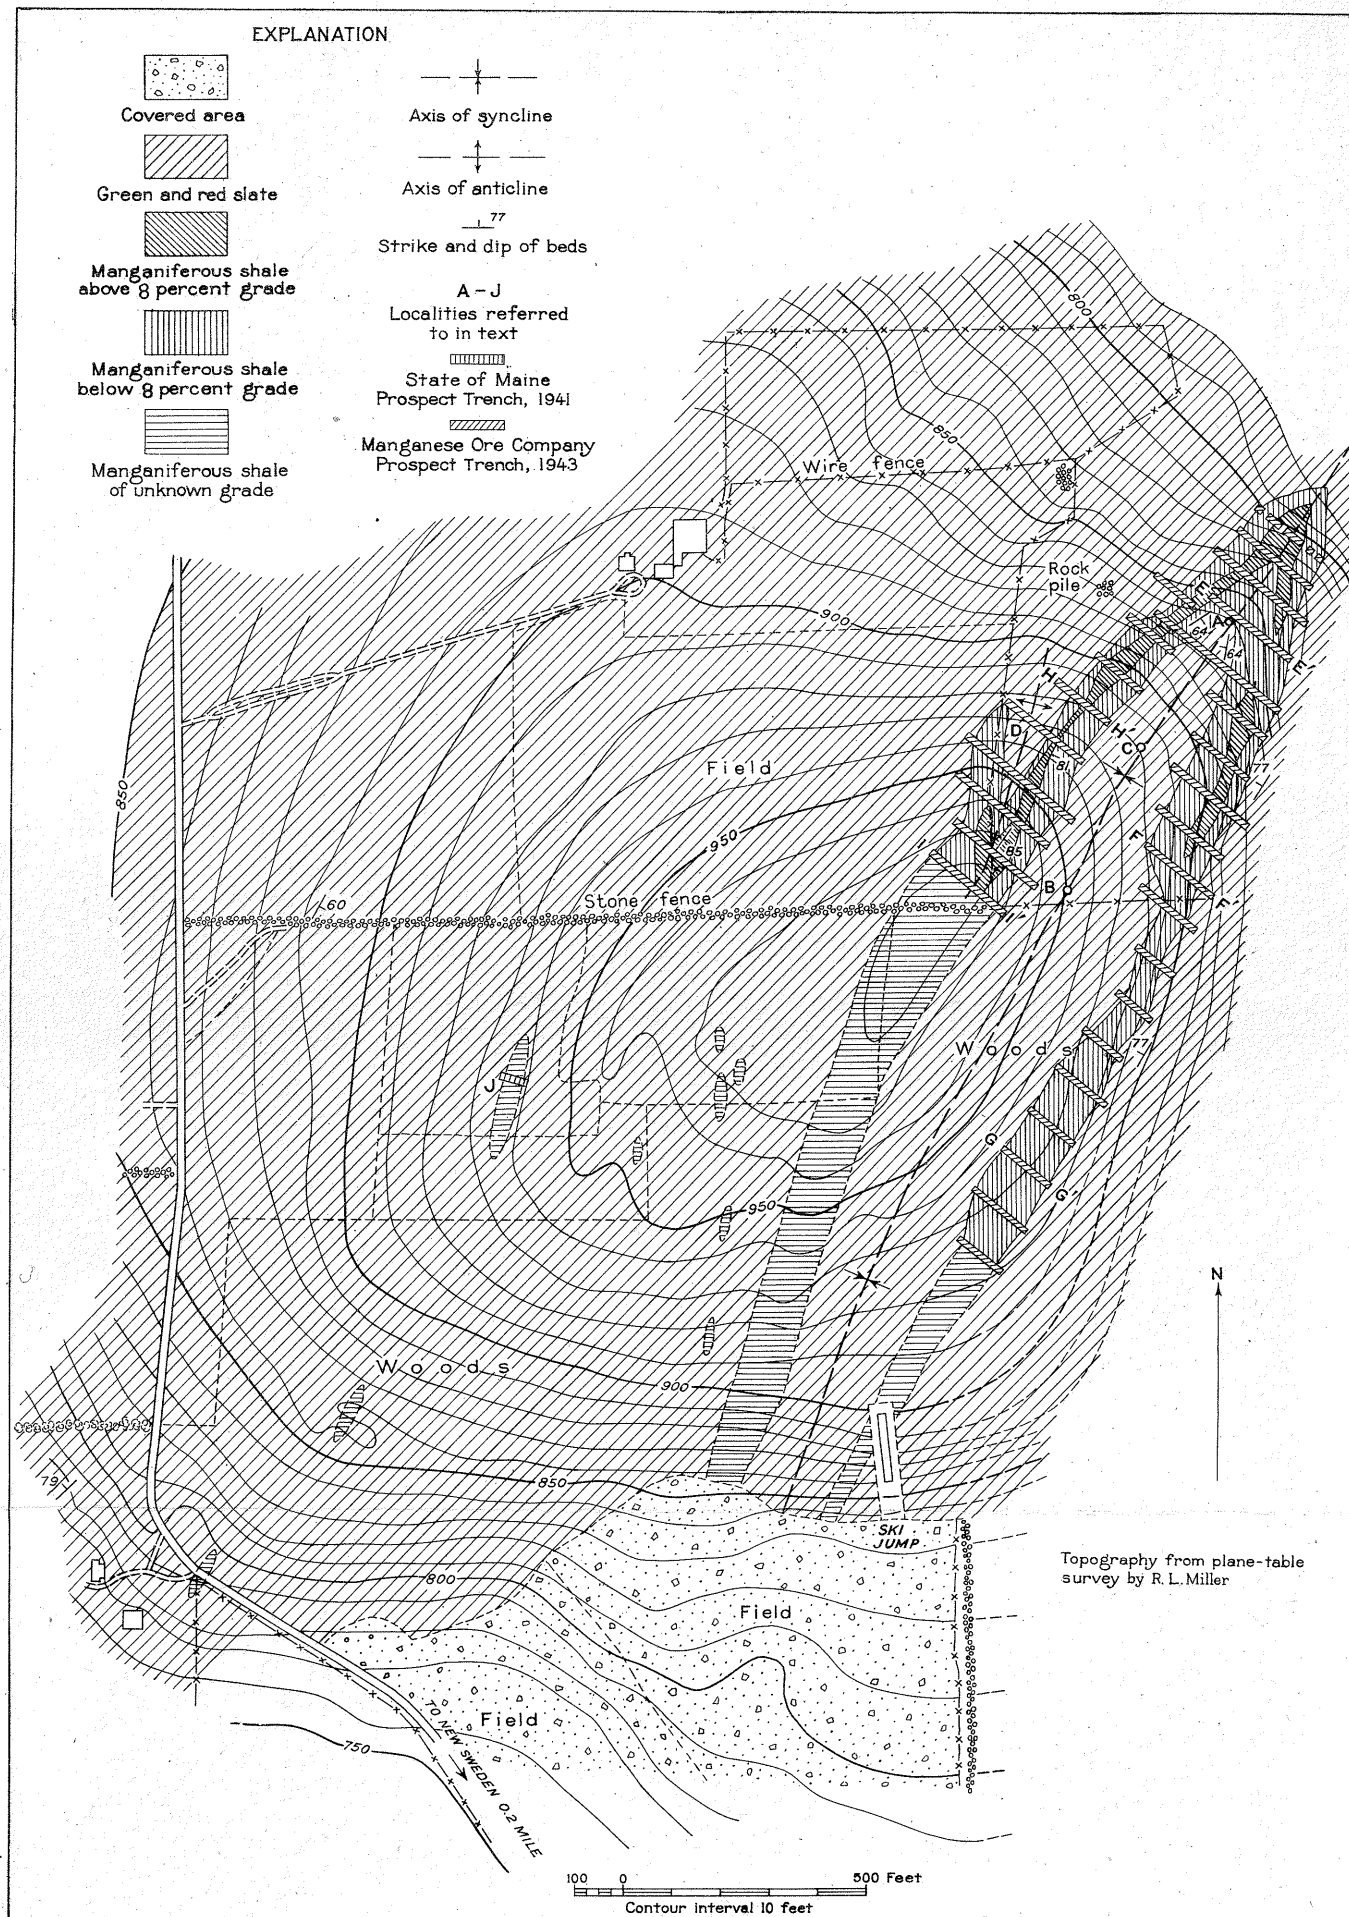 EXPLANATION
Covered area
Green and red slate
Manganiferous shale
above 8 percent grade
Manganiferous shale
below 8 percent grade
Manganiferous shale
of unknown grade
Axis of syncline
Axis of anticline
77
Strike and dip of beds
A-J
Localities referred
to in text
State of Maine
Prospect Trench, 1941
Manganese Ore Company
Prospect Trench, 1943
800
850
Wire fence
Rock
pile
900
E
A
64
64
E'
H
H'
D
C
81
77
850
Field
950
85
B
F
F'
I'
60
Stone fence
Woods
77
J
G
G'
950
N
Woods
900
79
850
SKI
JUMP
800
Field
Field
Topography from plane-table
survey by R. L. Miller
750
TO NEW SWEDEN 0.2 MILE
100 0 500 Feet
Contour interval 10 feet